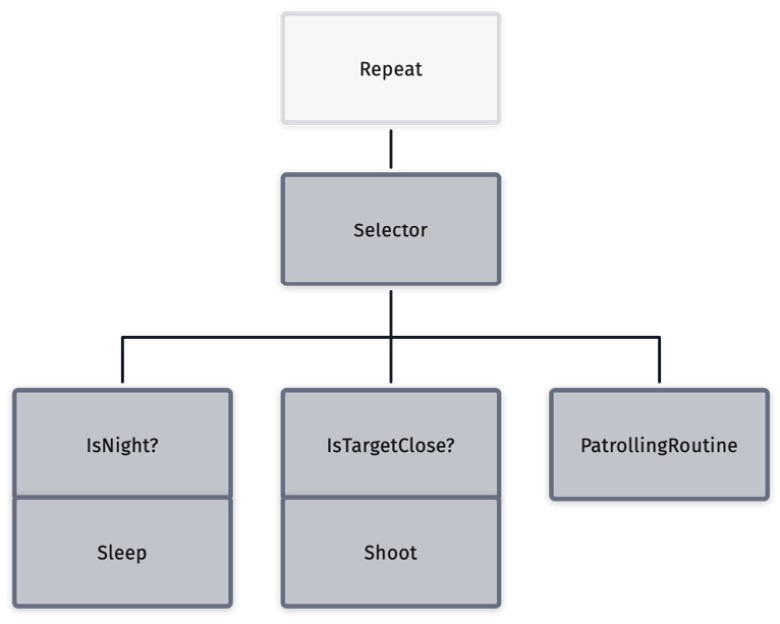 Repeat
Selector
IsNight?
IsTargetClose?
PatrollingRoutine
Sleep
Shoot